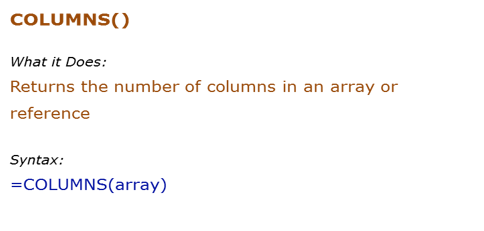 COLUMNS()
What it Does:
Returns the number of columns in an array or
reference
Syntax:
=COLUMNS(array)